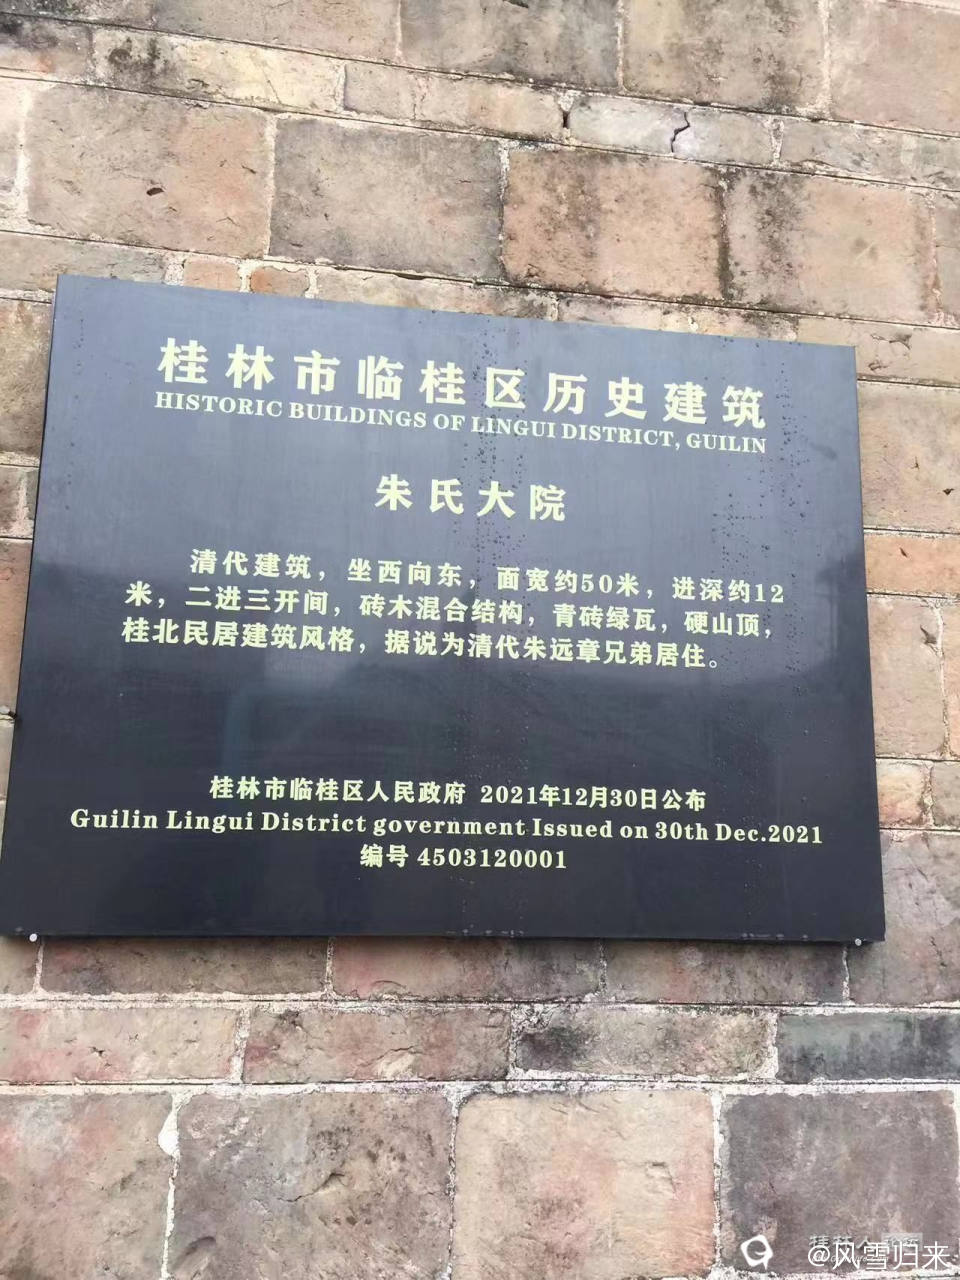 桂林市临桂区历史建筑
HISTORIC BUILDINGS OF LINGUI DISTRICT, GUILIN
朱氏大院
清代建筑，坐西向东，面宽约50米，进深约12
米，二进三开间，砖木混合结构，青砖绿瓦，硬山顶，
桂北民居建筑风格，据说为清代朱远章兄弟居住。
桂林市临桂区人民政府 2021年12月30日公布
Guilin Lingui District government Issued on 30th Dec.2021
编号 4503120001
桂林人
@风雪归来